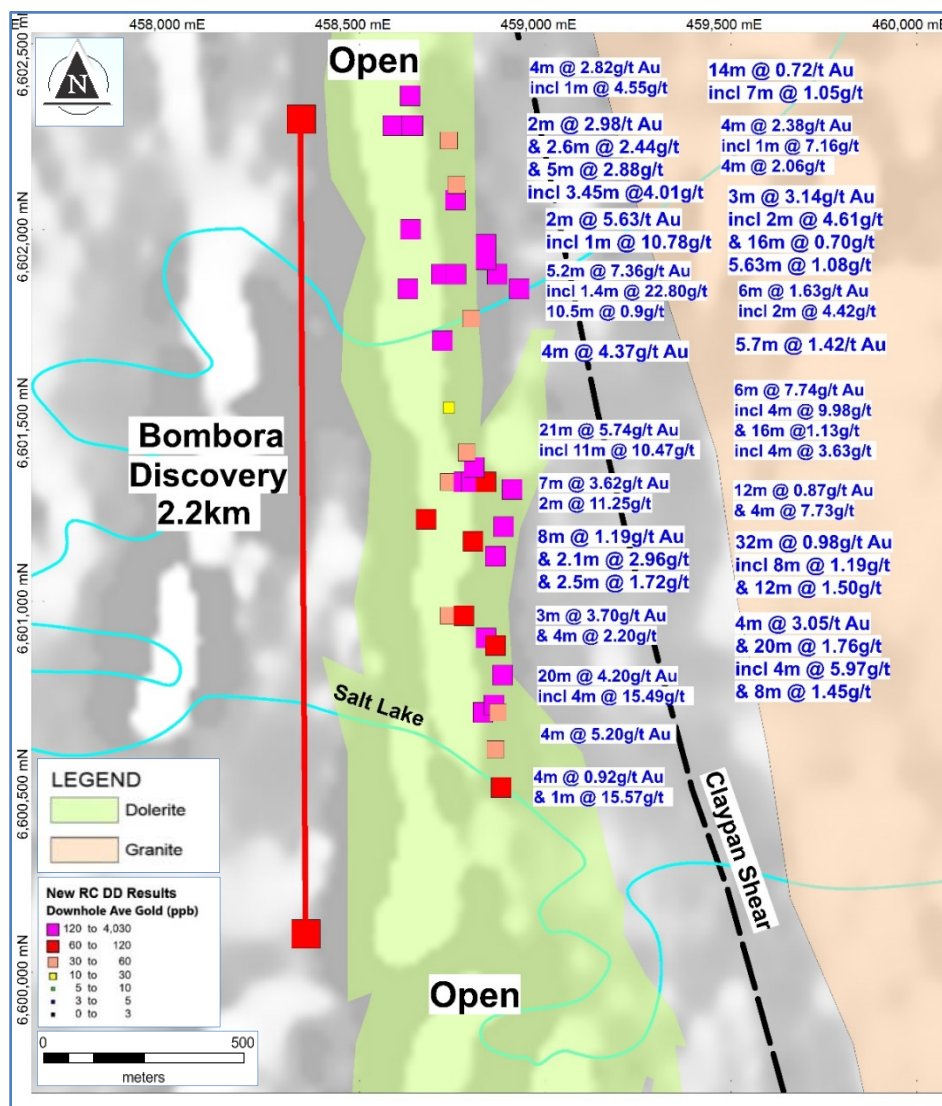 EI
458,000 mE
458,500 mE
459,000 mE
459,500 mE
460,000 mE
6,602,500 mN
6,602,000 mN
6,601,500 mN
6,601,000 mN
6,600,500 mN
6,600,000 mN
N
Open
4m @ 2.82g/t Au
incl 1m @ 4.55g/t
2m @ 2.98/t Au
& 2.6m @ 2.44g/t
& 5m @ 2.88g/t
incl 3.45m @4.01g/t
2m @ 5.63/t Au
incl 1m @ 10.78g/t
5.2m @ 7.36g/t Au
incl 1.4m @ 22.80g/t
10.5m @ 0.9g/t
4m @ 4.37g/t Au
21m @ 5.74g/t Au
incl 11m @ 10.47g/t
7m @ 3.62g/t Au
2m @ 11.25g/t
8m @ 1.19g/t Au
& 2.1m @ 2.96g/t
& 2.5m @ 1.72g/t
3m @ 3.70g/t Au
& 4m @ 2.20g/t
20m @ 4.20g/t Au
incl 4m @ 15.49g/t
4m @ 5.20g/t Au
4m @ 0.92g/t Au
& 1m @ 15.57g/t
14m @ 0.72/t Au
incl 7m @ 1.05g/t
4m @ 2.38g/t Au
incl 1m @ 7.16g/t
4m @ 2.06g/t
3m @ 3.14g/t Au
incl 2m @ 4.61g/t
& 16m @ 0.70g/t
5.63m @ 1.08g/t
6m @ 1.63g/t Au
incl 2m @ 4.42g/t
5.7m @ 1.42/t Au
6m @ 7.74g/t Au
incl 4m @ 9.98g/t
& 16m @1.13g/t
incl 4m @ 3.63g/t
12m @ 0.87g/t Au
& 4m @ 7.73g/t
32m @ 0.98g/t Au
incl 8m @ 1.19g/t
& 12m @ 1.50g/t
4m @ 3.05/t Au
& 20m @ 1.76g/t
incl 4m @ 5.97g/t
& 8m @ 1.45g/t
Bombora
Discovery
2.2km
Salt Lake
Claypan Shear
Open
LEGEND
Dolerite
Granite
New RC DD Results
Downhole Ave Gold (ppb)
120 to 4,030
60 to 120
30 to 60
10 to 30
5 to 10
3 to 5
0 to 3
0 500
meters